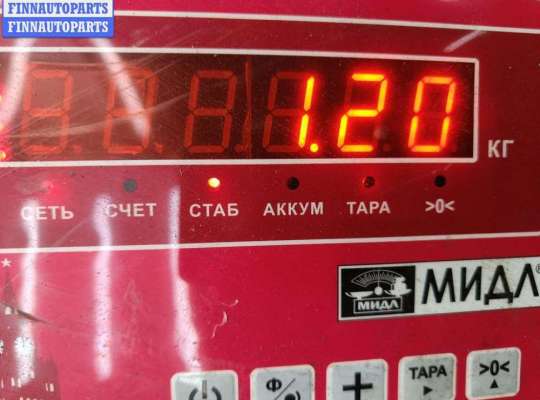 FINNAUTOPARTS
FINNAUTOPARTS
1.20
КГ
СЕТЬ СЧЕТ СТАБ АККУМ ТАРА >0<
МИДЛ МИДЛ®
Ф + ТАРА >0<